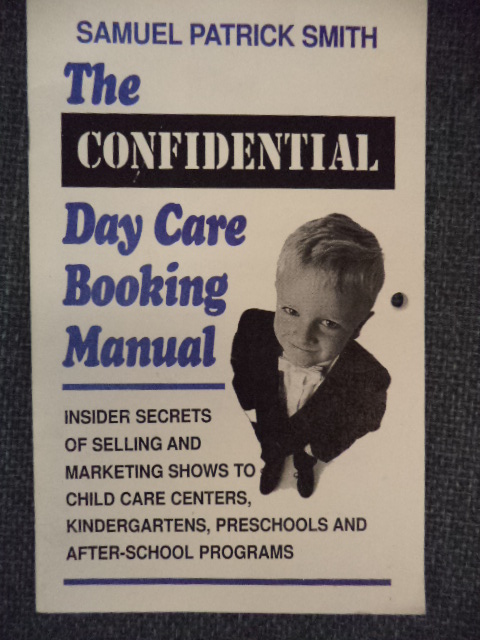 SAMUEL PATRICK SMITH
The
CONFIDENTIAL
Day Care
Booking
Manual
INSIDER SECRETS
OF SELLING AND
MARKETING SHOWS TO
CHILD CARE CENTERS,
KINDERGARTENS, PRESCHOOLS AND
AFTER-SCHOOL PROGRAMS